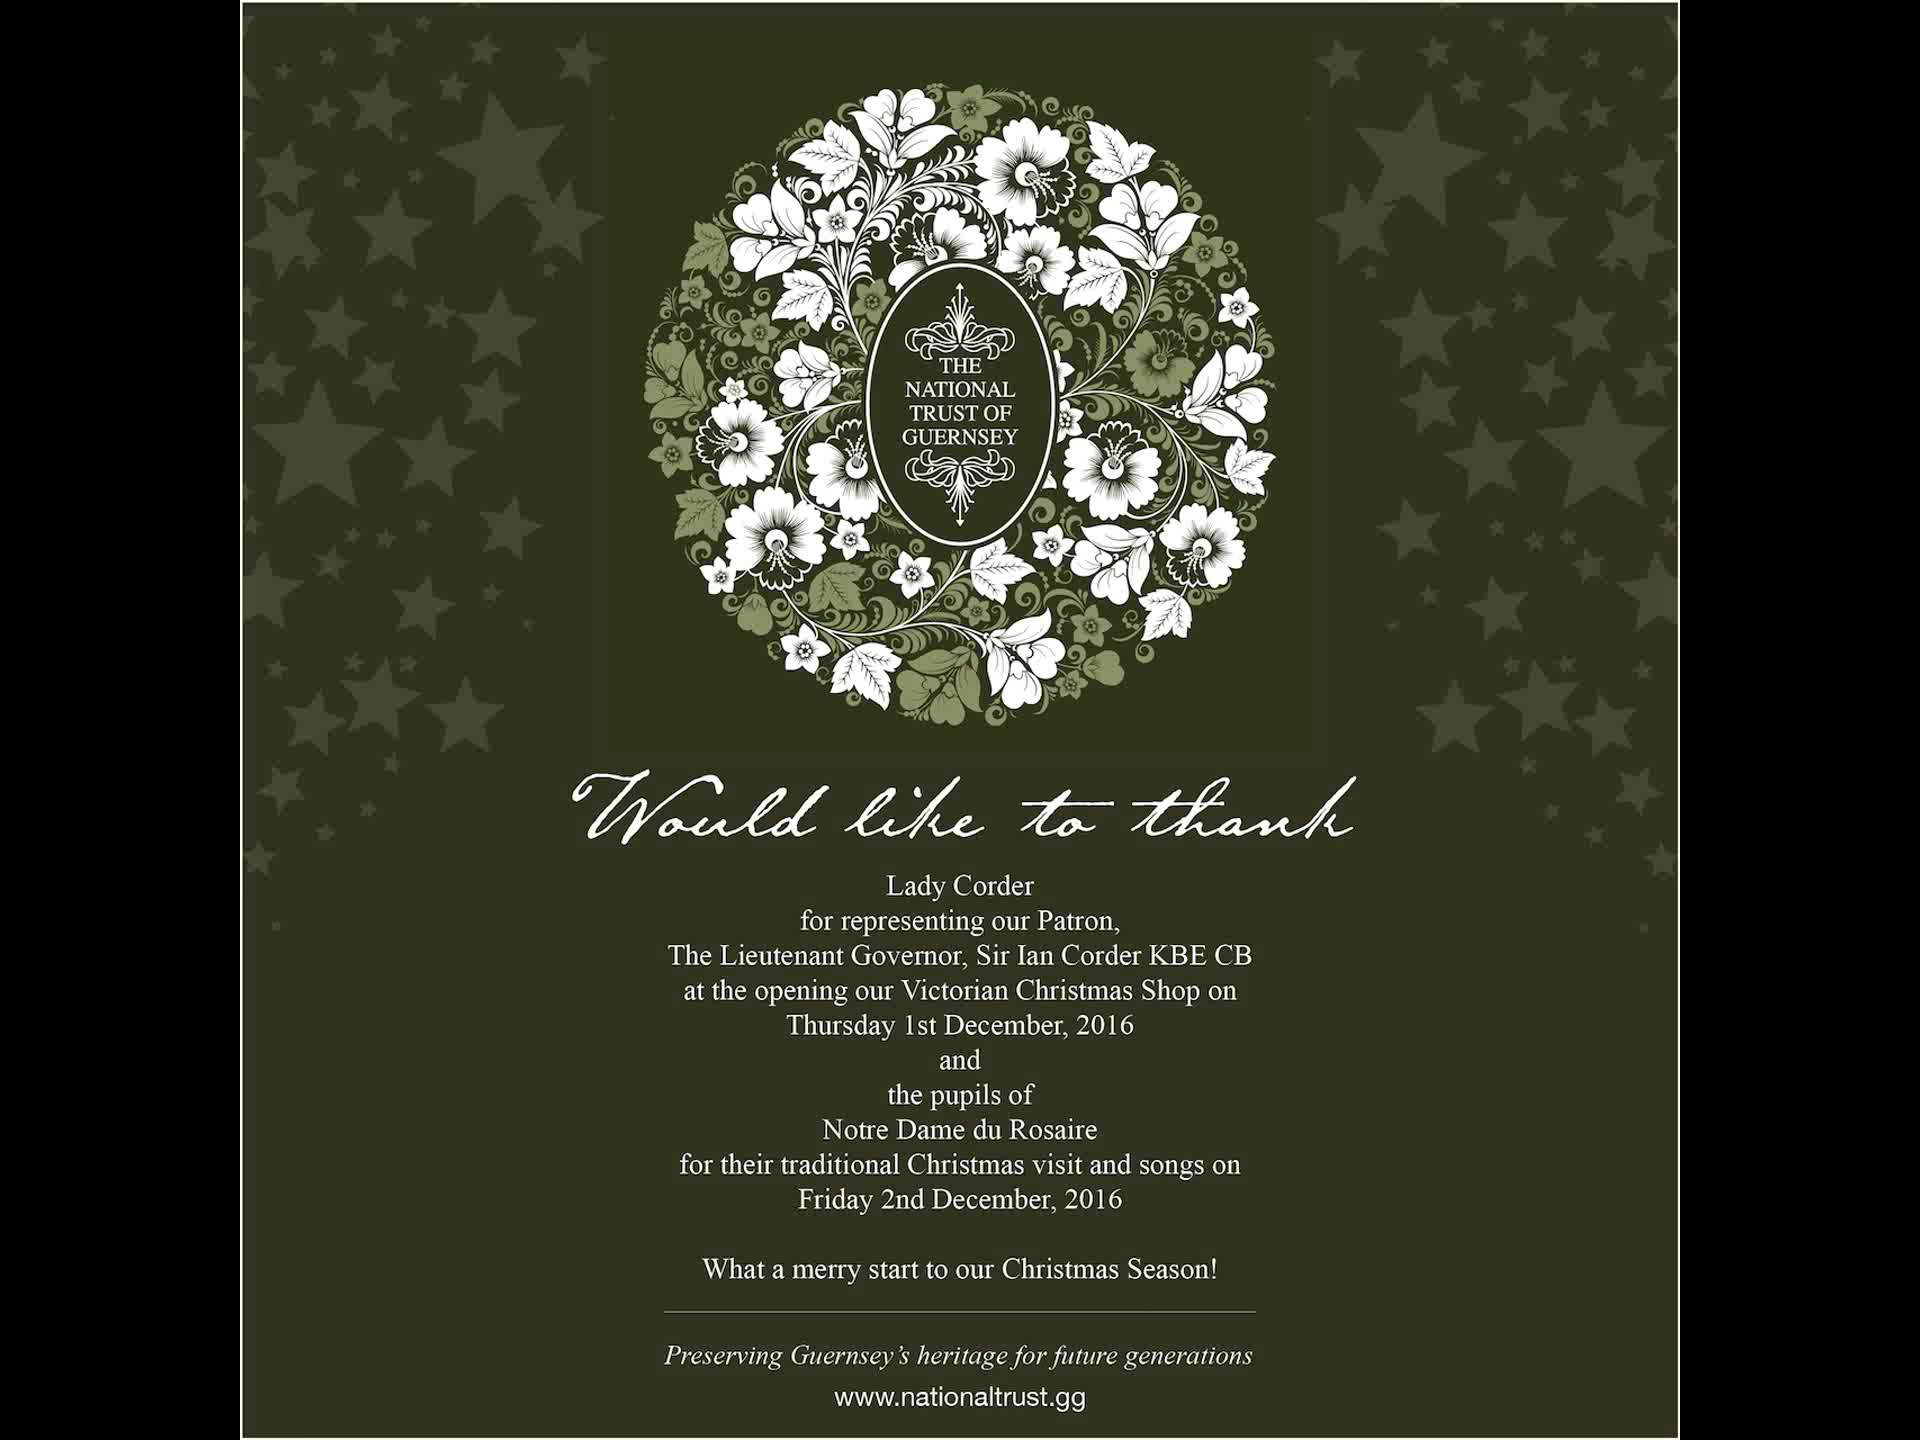 THE
NATIONAL
TRUST OF
GUERNSEY
Would like to thank
Lady Corder
for representing our Patron,
The Lieutenant Governor, Sir Ian Corder KBE CB
at the opening our Victorian Christmas Shop on
Thursday 1st December, 2016
and
the pupils of
Notre Dame du Rosaire
for their traditional Christmas visit and songs on
Friday 2nd December, 2016
What a merry start to our Christmas Season!
Preserving Guernsey's heritage for future generations
www.nationaltrust.gg